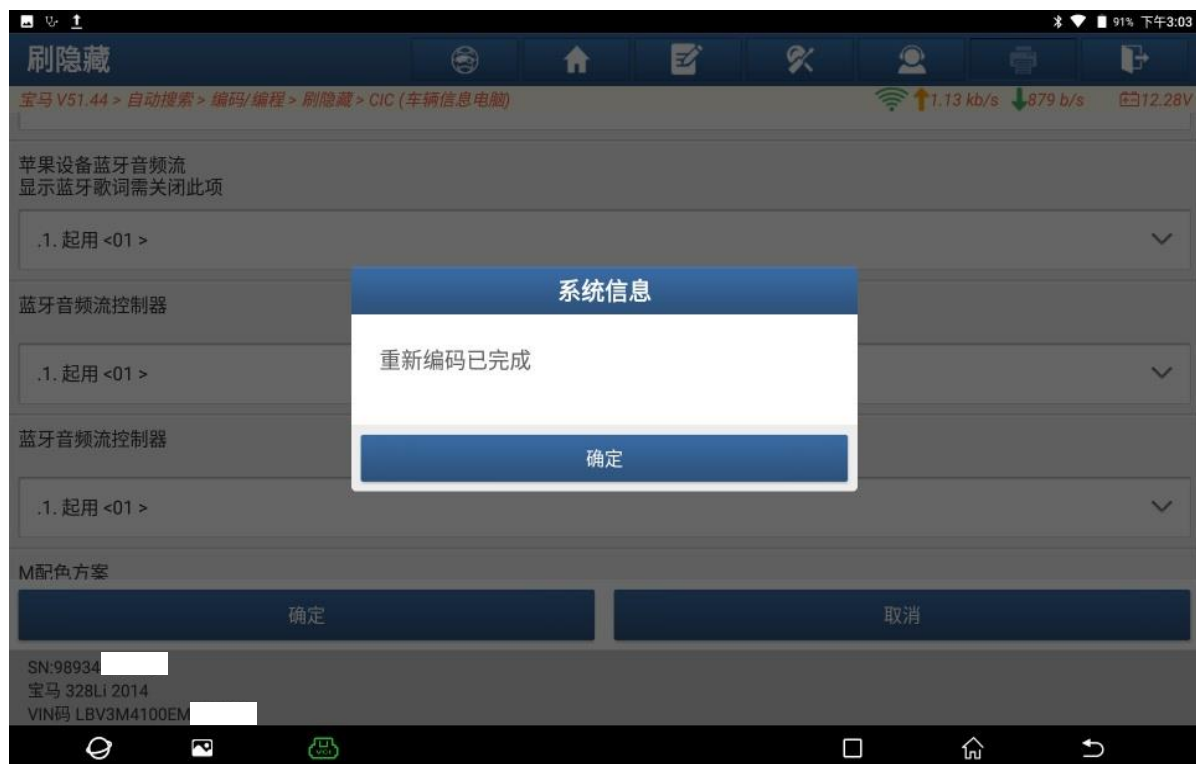 91% 下午3:03
刷隐藏
宝马 V51.44 > 自动搜索 > 编码/编程 > 刷隐藏 > CIC (车辆信息电脑)
1.13 kb/s 879 b/s 12.28V
苹果设备蓝牙音频流
显示蓝牙歌词需关闭此项
.1. 起用 <01 >
系统信息
蓝牙音频流控制器
重新编码已完成
.1. 起用 <01 >
蓝牙音频流控制器
确定
.1. 起用 <01 >
M配色方案
确定 取消
SN:98934
宝马 328Li 2014
VIN码 LBV3M4100EM
VCI